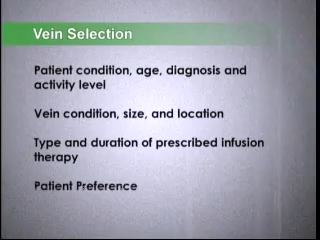 Vein Selection
Patient condition, age, diagnosis and
activity level
Vein condition, size, and location
Type and duration of prescribed infusion
therapy
Patient Preference